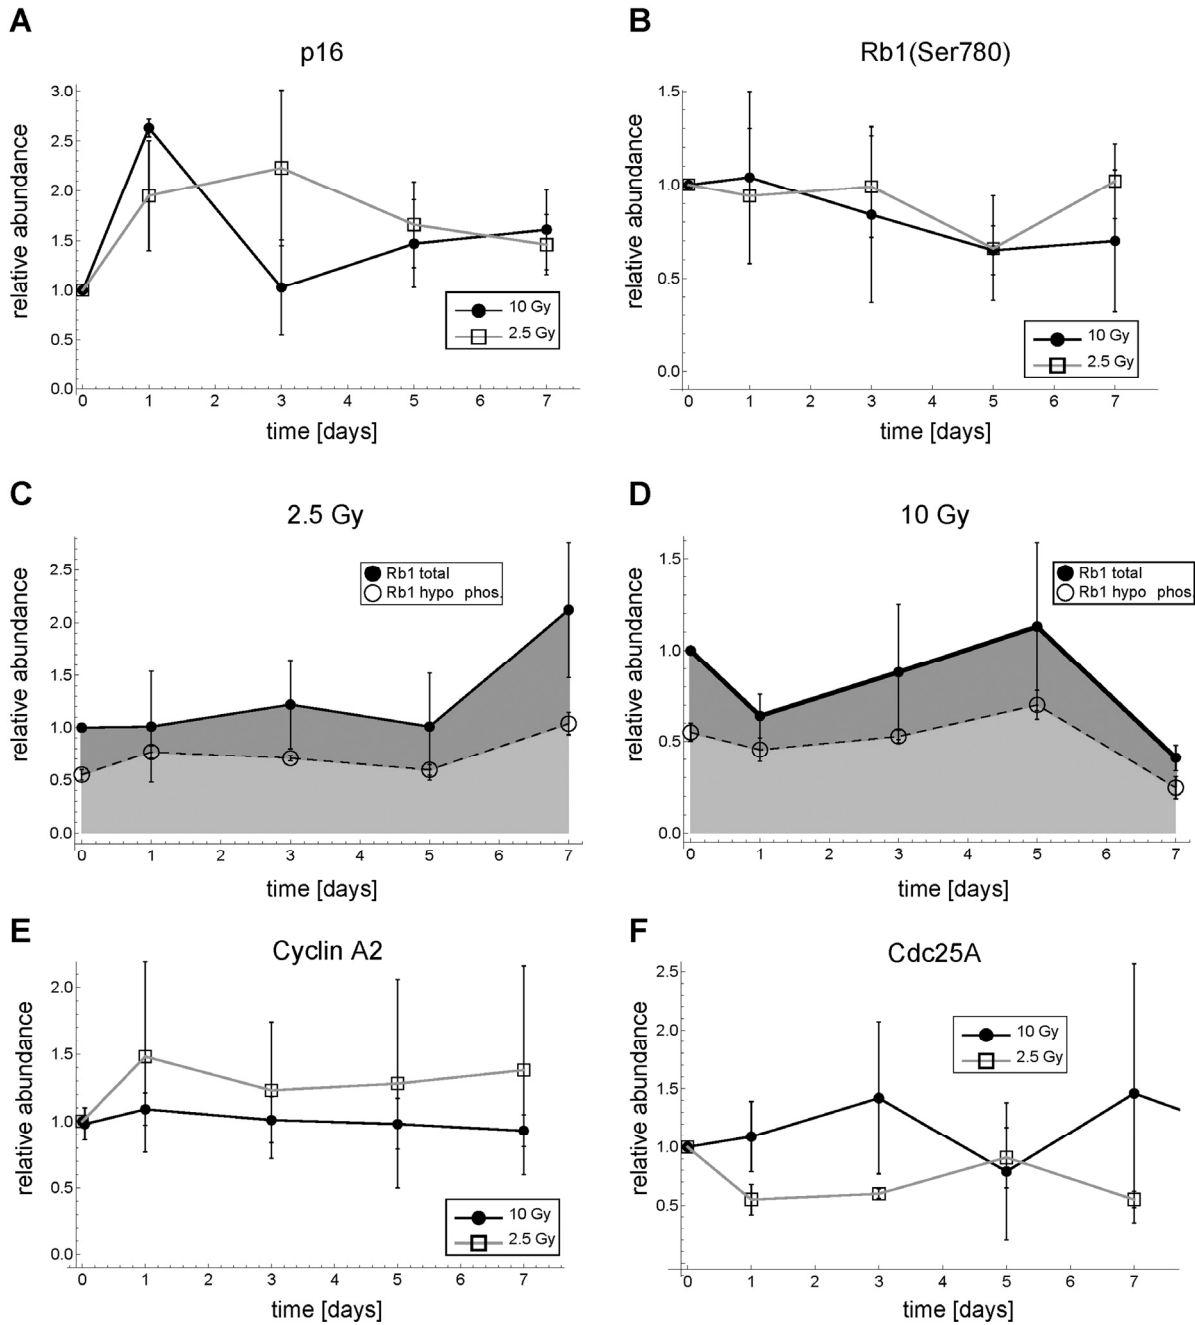 A
p16
relative abundance
3.0
2.5
2.0
1.5
1.0
0.5
0.0
10 Gy
2.5 Gy
0 1 2 3 4 5 6 7
time [days]
B
Rb1(Ser780)
relative abundance
1.5
1.0
0.5
0.0
10 Gy
2.5 Gy
0 1 2 3 4 5 6 7
time [days]
C
2.5 Gy
relative abundance
2.5
2.0
1.5
1.0
0.5
0.0
Rb1 total
Rb1 hypo phos.
0 1 2 3 4 5 6 7
time [days]
D
10 Gy
relative abundance
1.5
1.0
0.5
0.0
Rb1 total
Rb1 hypo phos.
0 1 2 3 4 5 6 7
time [days]
E
Cyclin A2
relative abundance
2.0
1.5
1.0
0.5
0.0
10 Gy
2.5 Gy
0 1 2 3 4 5 6 7
time [days]
F
Cdc25A
relative abundance
2.5
2.0
1.5
1.0
0.5
10 Gy
2.5 Gy
0 1 2 3 4 5 6 7
time [days]